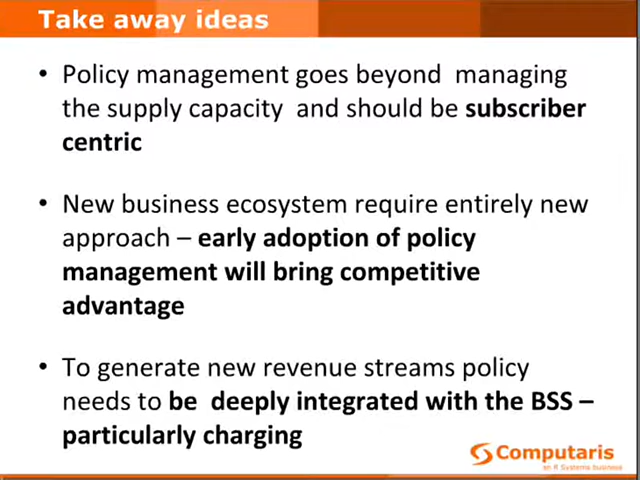 Take away ideas
• Policy management goes beyond managing
the supply capacity and should be subscriber
centric
• New business ecosystem require entirely new
approach – early adoption of policy
management will bring competitive
advantage
• To generate new revenue streams policy
needs to be deeply integrated with the BSS –
particularly charging
Computaris
an R Systems business